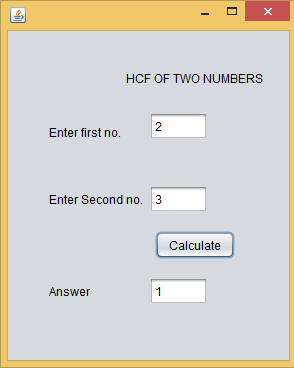 HCF OF TWO NUMBERS
Enter first no. 2
Enter Second no. 3
Calculate
Answer 1